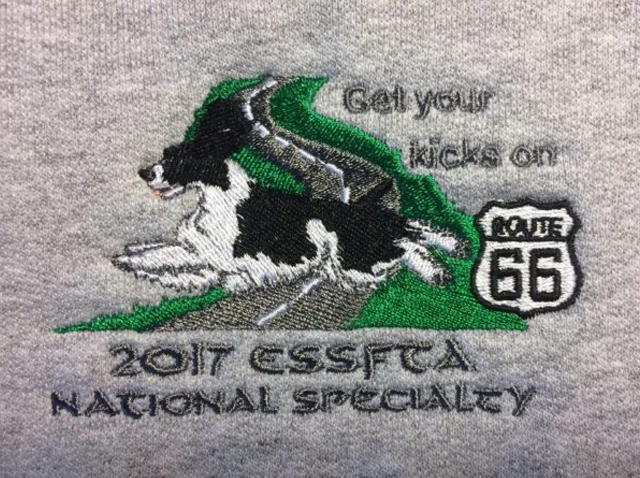 Get your
kicks on
ROUTE
66
2017 ESSFTA
NATIONAL SPECIALTY